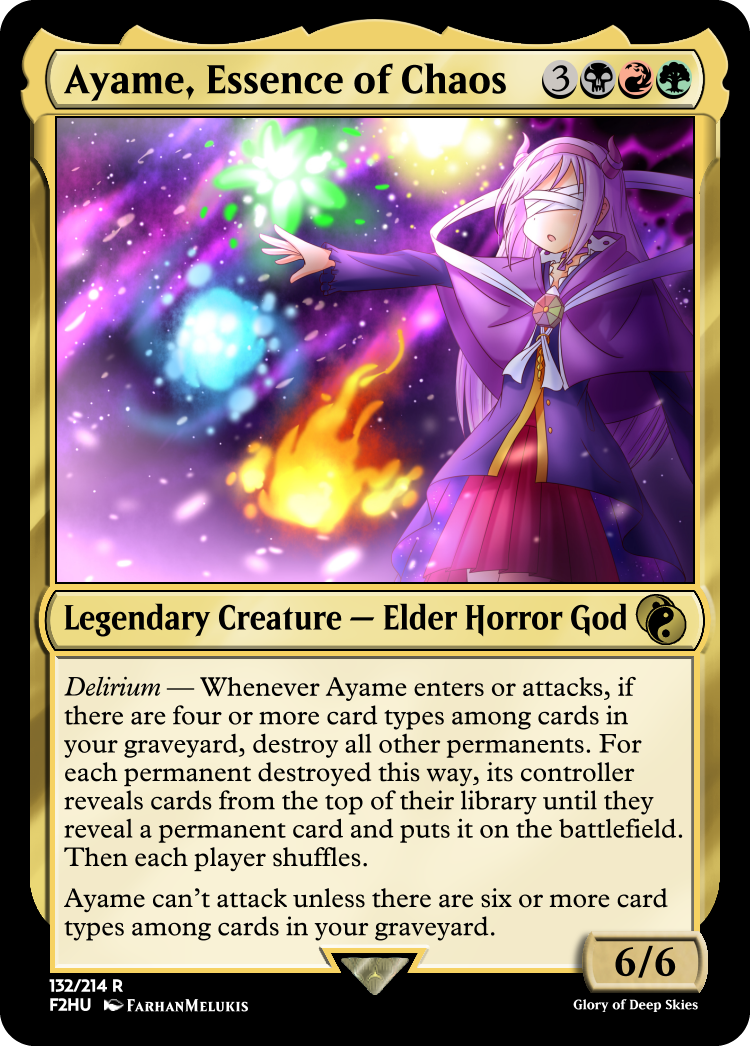 Ayame, Essence of Chaos 3
Legendary Creature — Elder Horror God
Delirium — Whenever Ayame enters or attacks, if
there are four or more card types among cards in
your graveyard, destroy all other permanents. For
each permanent destroyed this way, its controller
reveals cards from the top of their library until they
reveal a permanent card and puts it on the battlefield.
Then each player shuffles.
Ayame can't attack unless there are six or more card
types among cards in your graveyard.
6/6
132/214 R
F2HU FarhanMelukis
Glory of Deep Skies